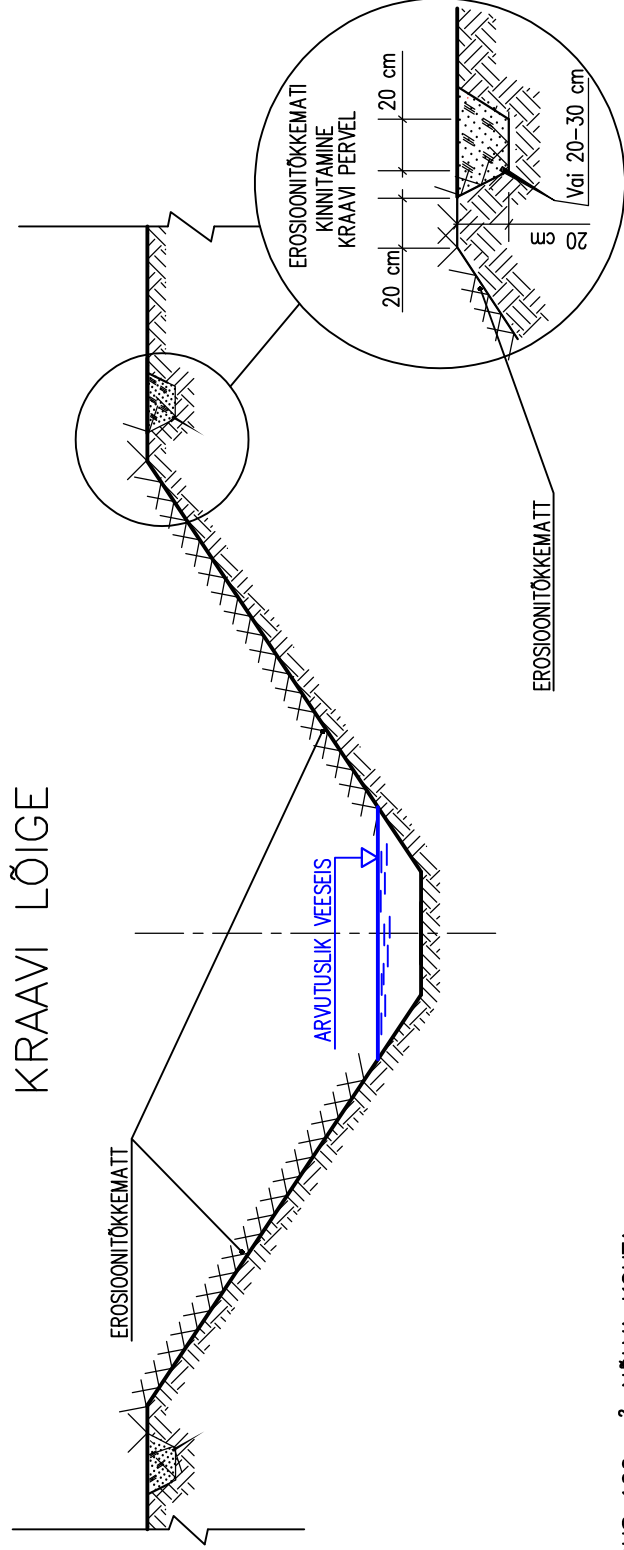 KRAAVI LÕIGE
EROSIOONITÕKKEMATT
ARVUTUSLIK VEESEIS
EROSIOONITÕKKEMATI
KINNITAMINE
KRAAVI PERVEL
20 cm
20 cm
20 cm
Vai 20-30 cm
EROSIOONITÕKKEMATT